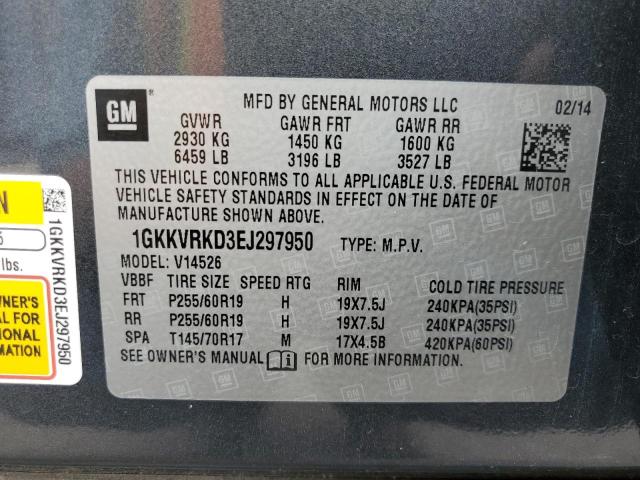 GM
MFD BY GENERAL MOTORS LLC 02/14
GVWR GAWR FRT GAWR RR
2930 KG 1450 KG 1600 KG
6459 LB 3196 LB 3527 LB
THIS VEHICLE CONFORMS TO ALL APPLICABLE U.S. FEDERAL MOTOR
VEHICLE SAFETY STANDARDS IN EFFECT ON THE DATE OF
MANUFACTURE SHOWN ABOVE.
1GKKVRKD3EJ297950 TYPE: M.P.V.
MODEL: V14526
VBBF TIRE SIZE SPEED RTG RIM COLD TIRE PRESSURE
FRT P255/60R19 H 19X7.5J 240KPA(35PSI)
RR P255/60R19 H 19X7.5J 240KPA(35PSI)
SPA T145/70R17 M 17X4.5B 420KPA(60PSI)
SEE OWNER'S MANUAL FOR MORE INFORMATION.
lbs.
OWNER'S
FOR
1GKKVRKD3EJ297950